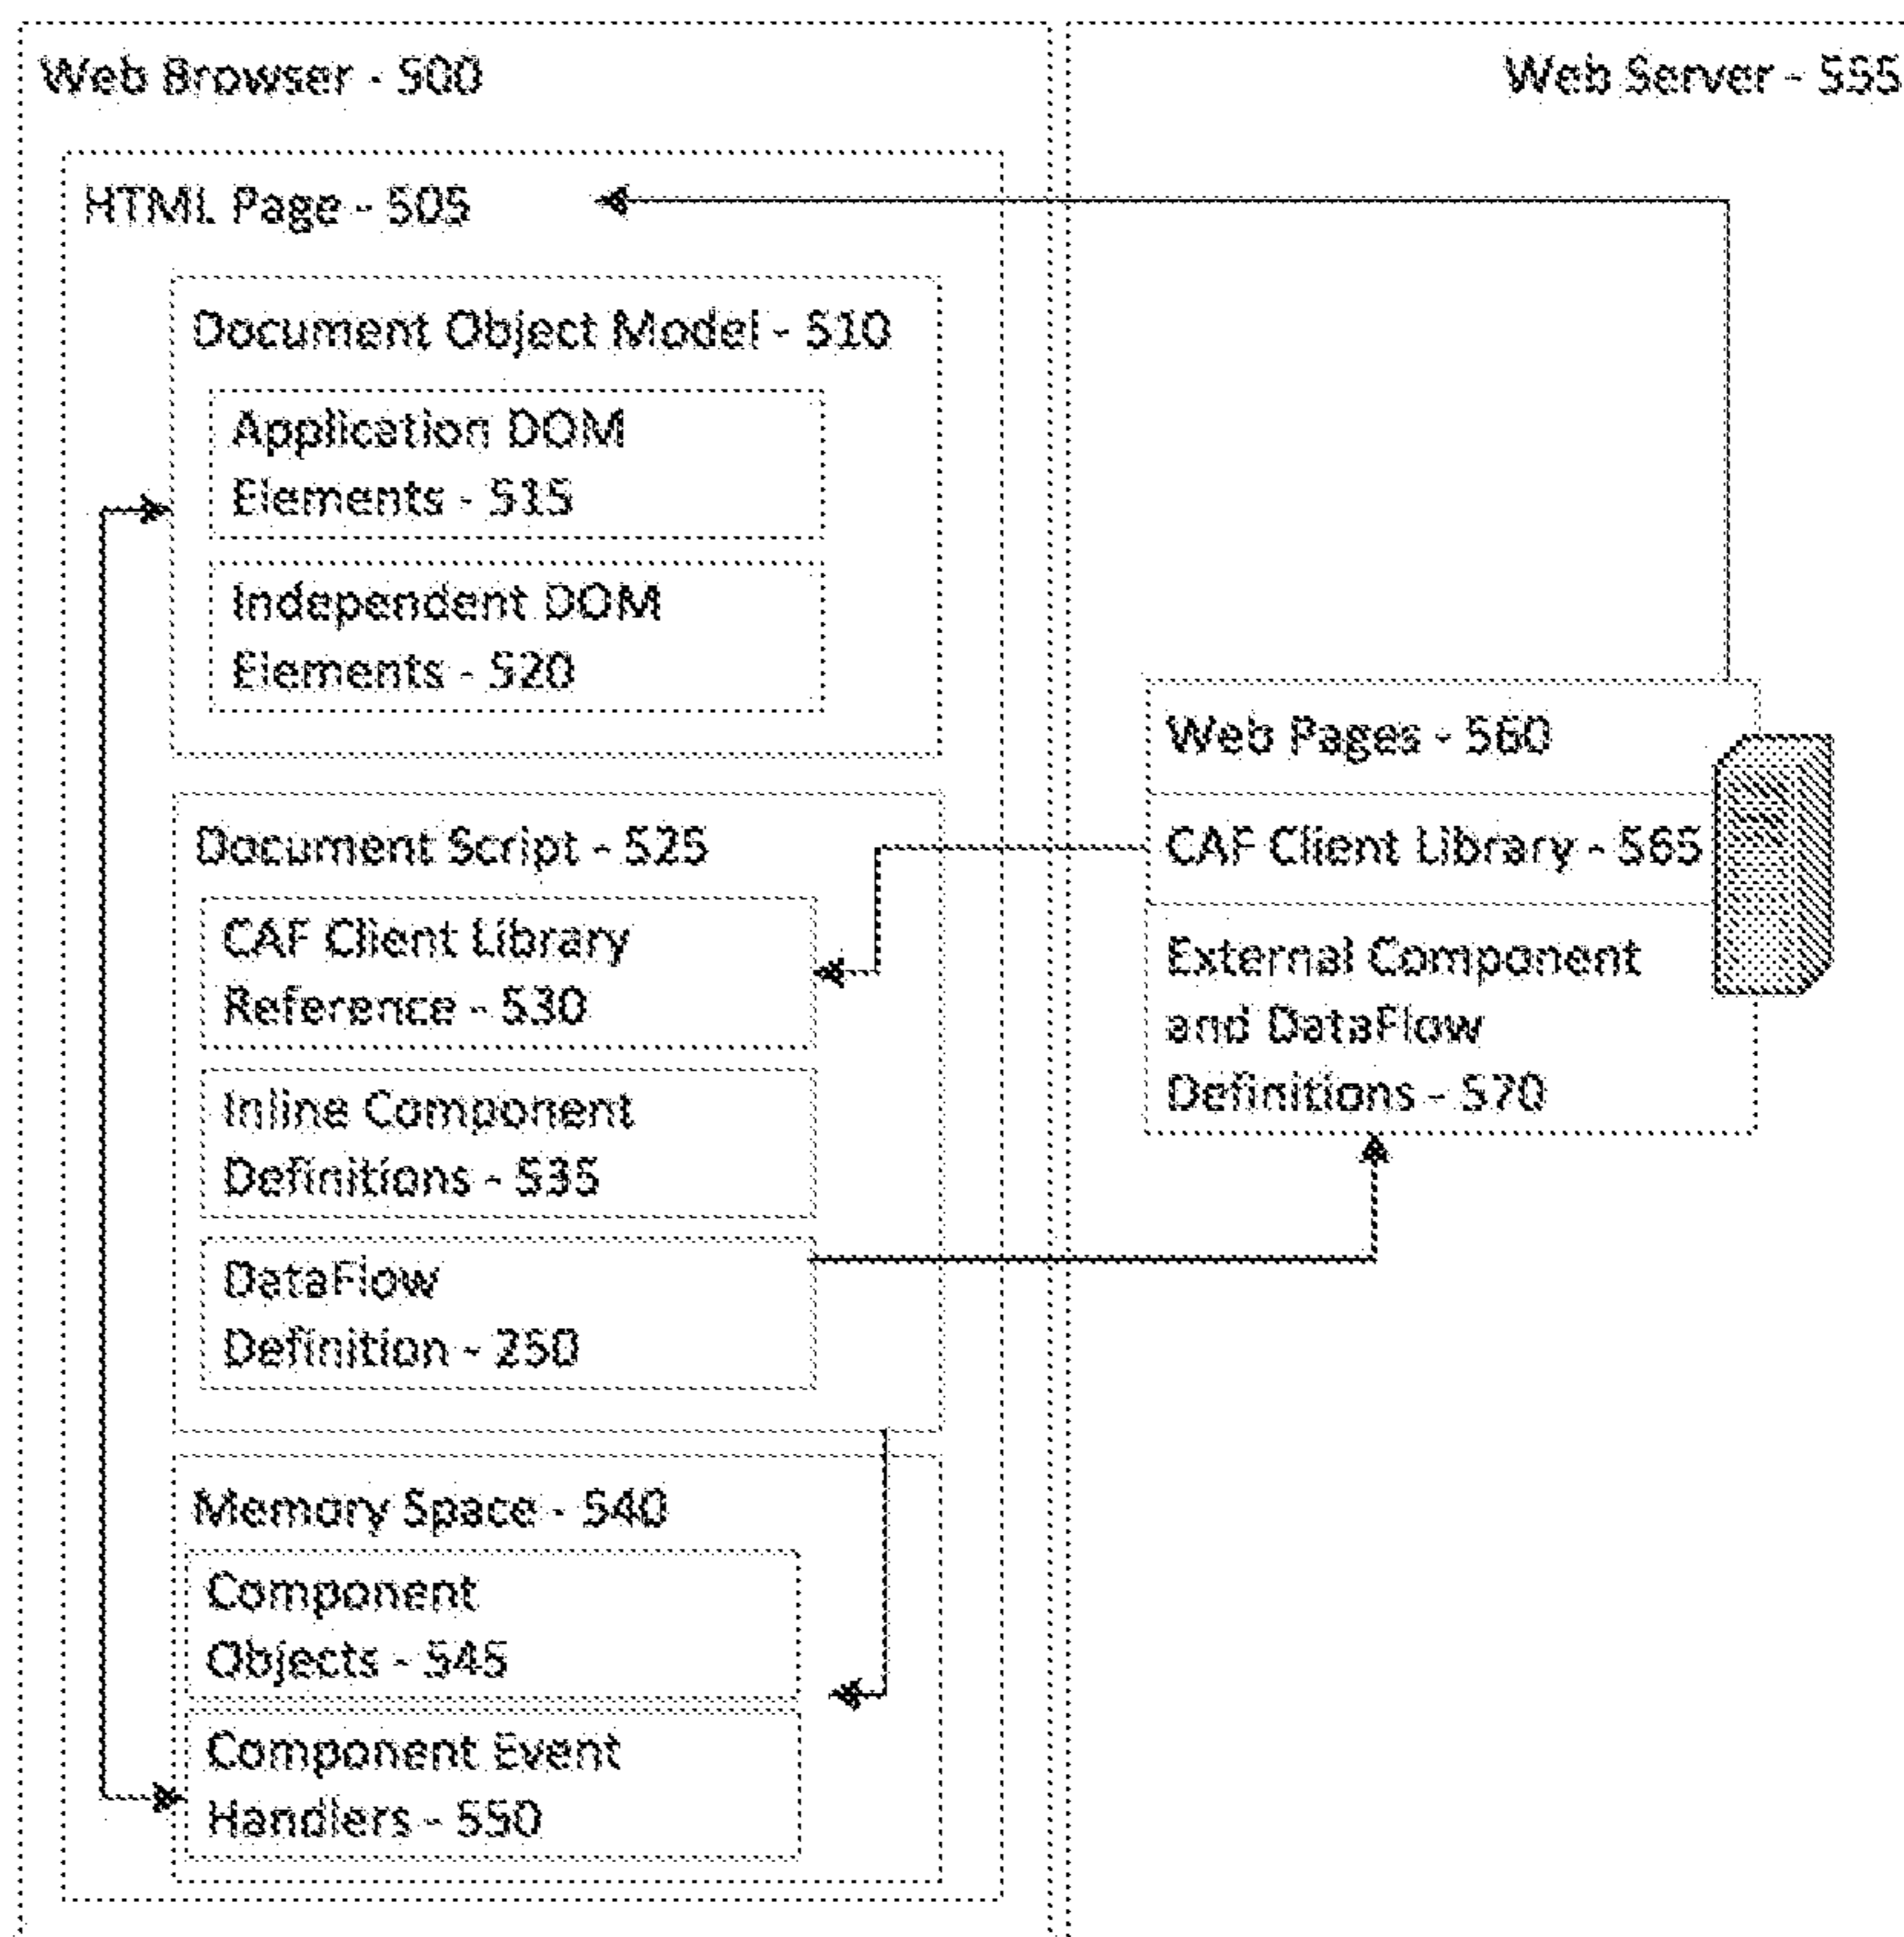 Web Browser - 500
Web Server - 555
HTML Page - 505
Document Object Model - 510
Application DOM
Elements - 515
Independent DOM
Elements - 520
Document Script - 525
CAF Client Library
Reference - 530
Inline Component
Definitions - 535
DataFlow
Definition - 250
Memory Space - 540
Component
Objects - 545
Component Event
Handlers - 550
Web Pages - 560
CAF Client Library - 565
External Component
and DataFlow
Definitions - 570